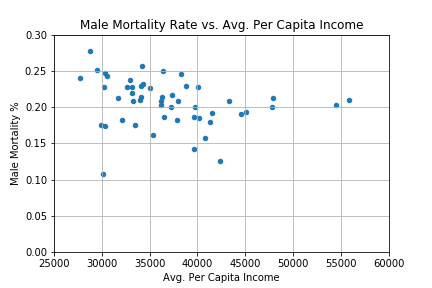 Male Mortality Rate vs. Avg. Per Capita Income
0.30
0.25
0.20
0.15
0.10
0.05
0.00
Male Mortality %
25000 30000 35000 40000 45000 50000 55000 60000
Avg. Per Capita Income